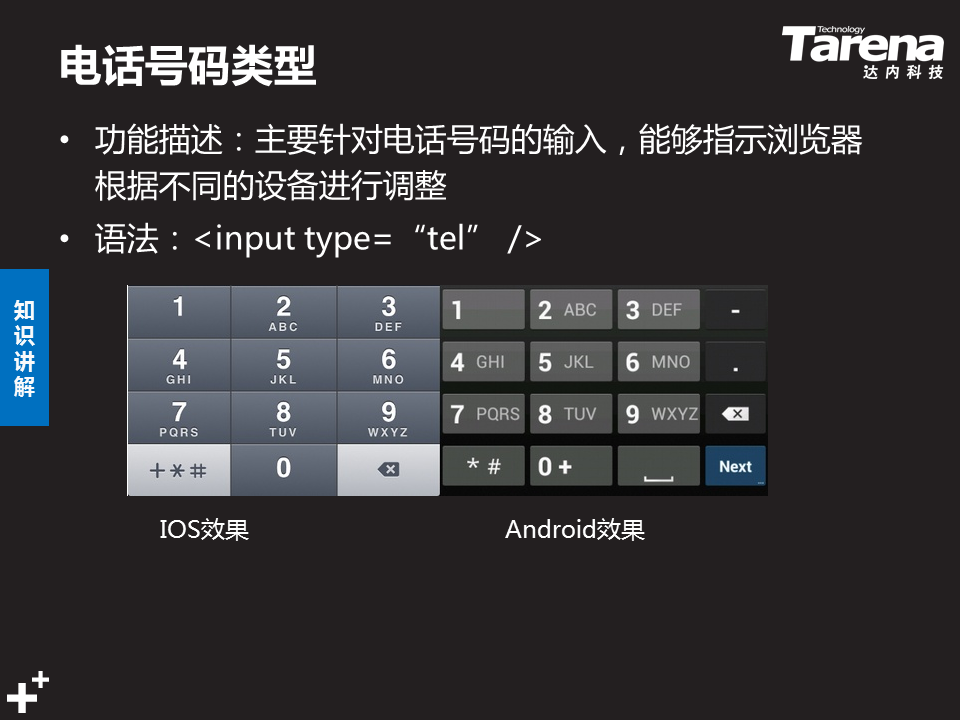 电话号码类型
Technology
Tarena
达内科技
• 功能描述：主要针对电话号码的输入，能够指示浏览器
根据不同的设备进行调整
• 语法：<input type=“tel” />
知
识
讲
解
1 2 3
ABC DEF
4 5 6
GHI JKL MNO
7 8 9
PQRS TUV WXYZ
+*# 0
1 2 ABC 3 DEF -
4 GHI 5 JKL 6 MNO .
7 PQRS 8 TUV 9 WXYZ
* # 0 + Next
IOS效果
Android效果